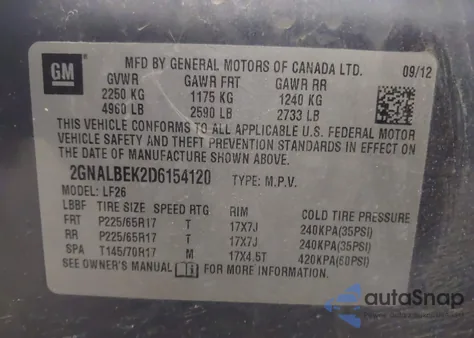 GM
MFD BY GENERAL MOTORS OF CANADA LTD.
09/12
GVWR GAWR FRT GAWR RR
2250 KG 1175 KG 1240 KG
4960 LB 2590 LB 2733 LB
THIS VEHICLE CONFORMS TO ALL APPLICABLE U.S. FEDERAL MOTOR
VEHICLE SAFETY AND THEFT PREVENTION STANDARDS IN EFFECT ON
THE DATE OF MANUFACTURE SHOWN ABOVE.
2GNALBEK2D6154120 TYPE: M.P.V.
MODEL: LF26
LBBF TIRE SIZE SPEED RTG RIM COLD TIRE PRESSURE
FRT P225/65R17 T 17X7J 240KPA(35PSI)
RR P225/65R17 T 17X7J 240KPA(35PSI)
SPA T145/70R17 M 17X4.5T 420KPA(60PSI)
SEE OWNER'S MANUAL FOR MORE INFORMATION
autoSnap